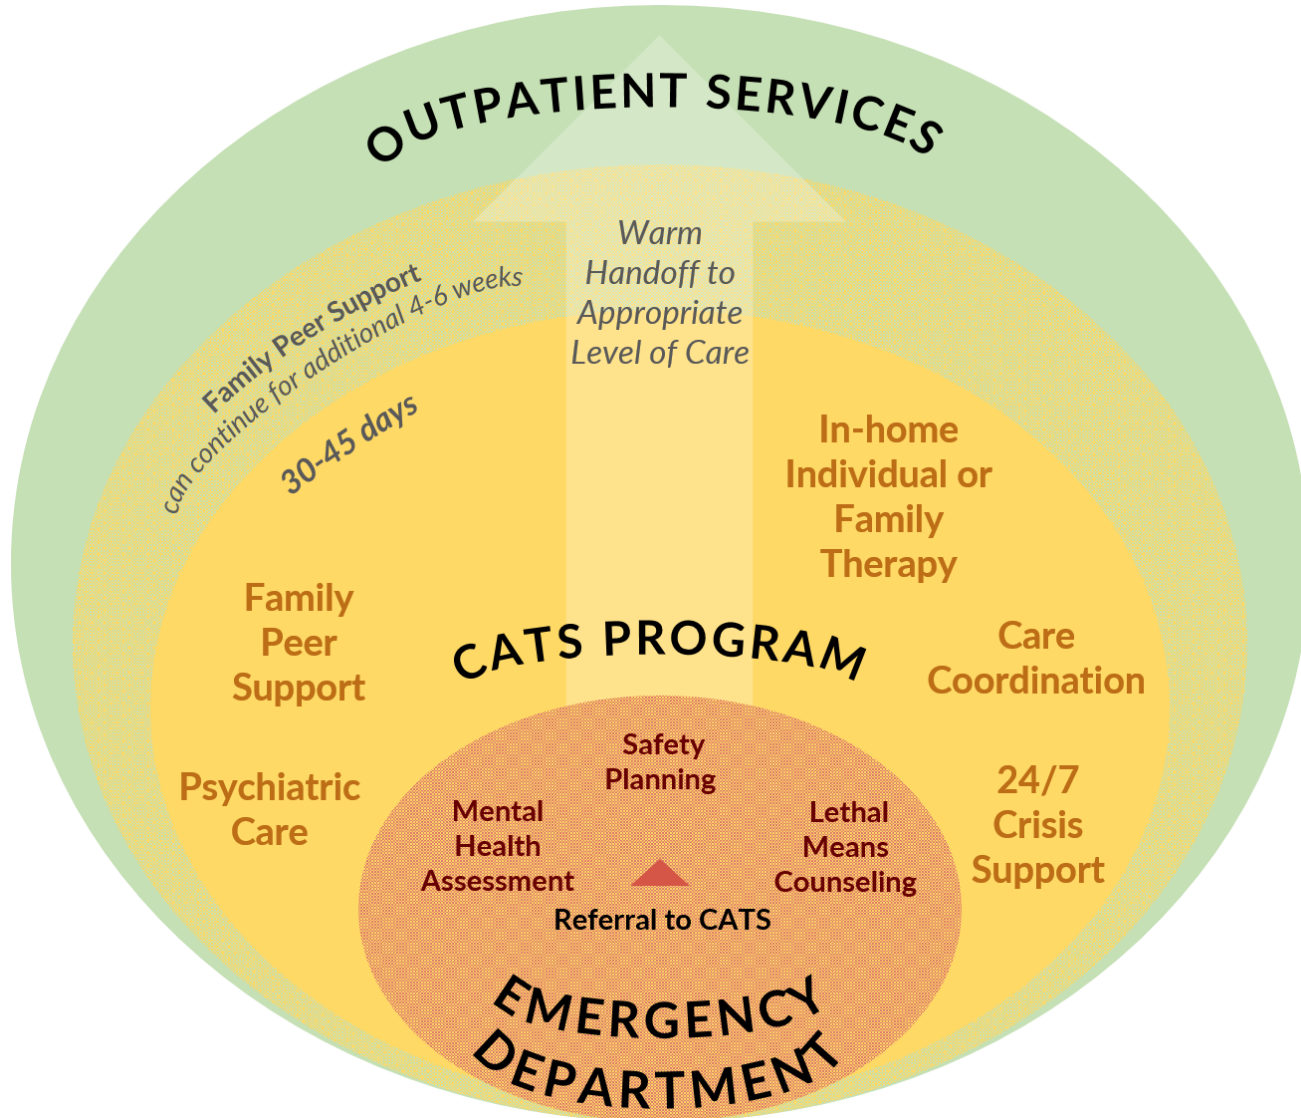 OUTPATIENT SERVICES
Warm
Handoff to
Appropriate
Level of Care
Family Peer Support
can continue for additional 4-6 weeks
30-45 days
In-home
Individual or
Family
Therapy
Family
Peer
Support
CATS PROGRAM
Care
Coordination
Psychiatric
Care
24/7
Crisis
Support
Safety
Planning
Mental
Health
Assessment
Lethal
Means
Counseling
Referral to CATS
EMERGENCY
DEPARTMENT